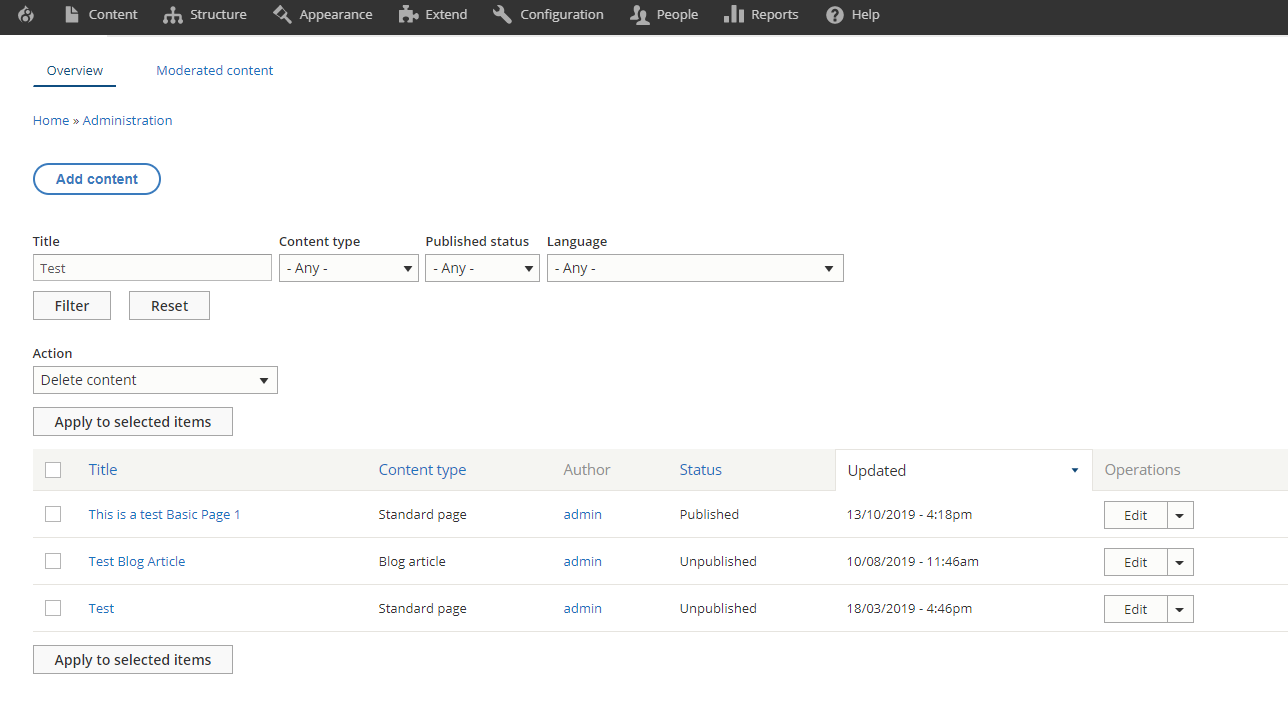 Content Structure Appearance Extend Configuration People Reports Help
Overview Moderated content
Home » Administration
Add content
Title Content type Published status Language
Test - Any - - Any - - Any -
Filter Reset
Action
Delete content
Apply to selected items
Title Content type Author Status Updated Operations
This is a test Basic Page 1 Standard page admin Published 13/10/2019 - 4:18pm Edit
Test Blog Article Blog article admin Unpublished 10/08/2019 - 11:46am Edit
Test Standard page admin Unpublished 18/03/2019 - 4:46pm Edit
Apply to selected items